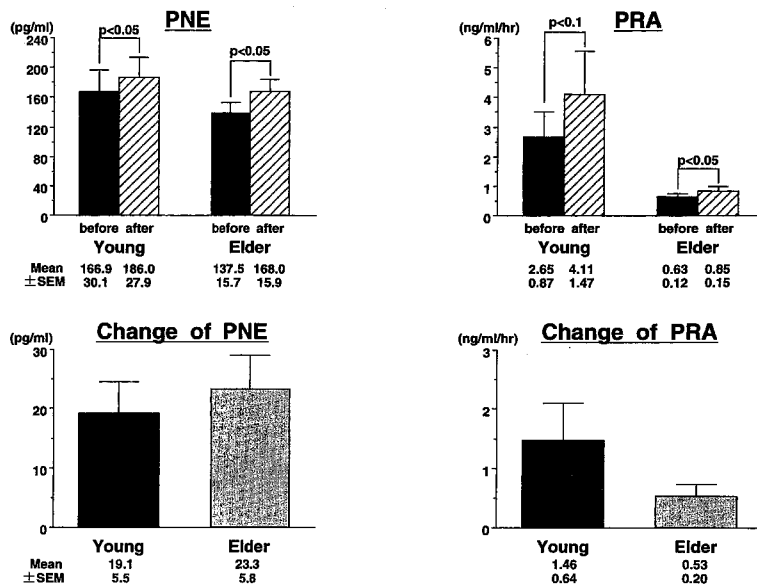 PNE
(pg/ml)
p<0.05
p<0.05
240
200
160
120
80
40
0
before after before after
Young Elder
Mean 166.9 186.0 137.5 168.0
±SEM 30.1 27.9 15.7 15.9
PRA
(ng/ml/hr)
p<0.1
p<0.05
6
5
4
3
2
1
0
before after before after
Young Elder
2.65 4.11 0.63 0.85
0.87 1.47 0.12 0.15
Change of PNE
(pg/ml)
30
20
10
0
Young Elder
Mean 19.1 23.3
±SEM 5.5 5.8
Change of PRA
(ng/ml/hr)
3
2
1
0
Young Elder
1.46 0.53
0.64 0.20